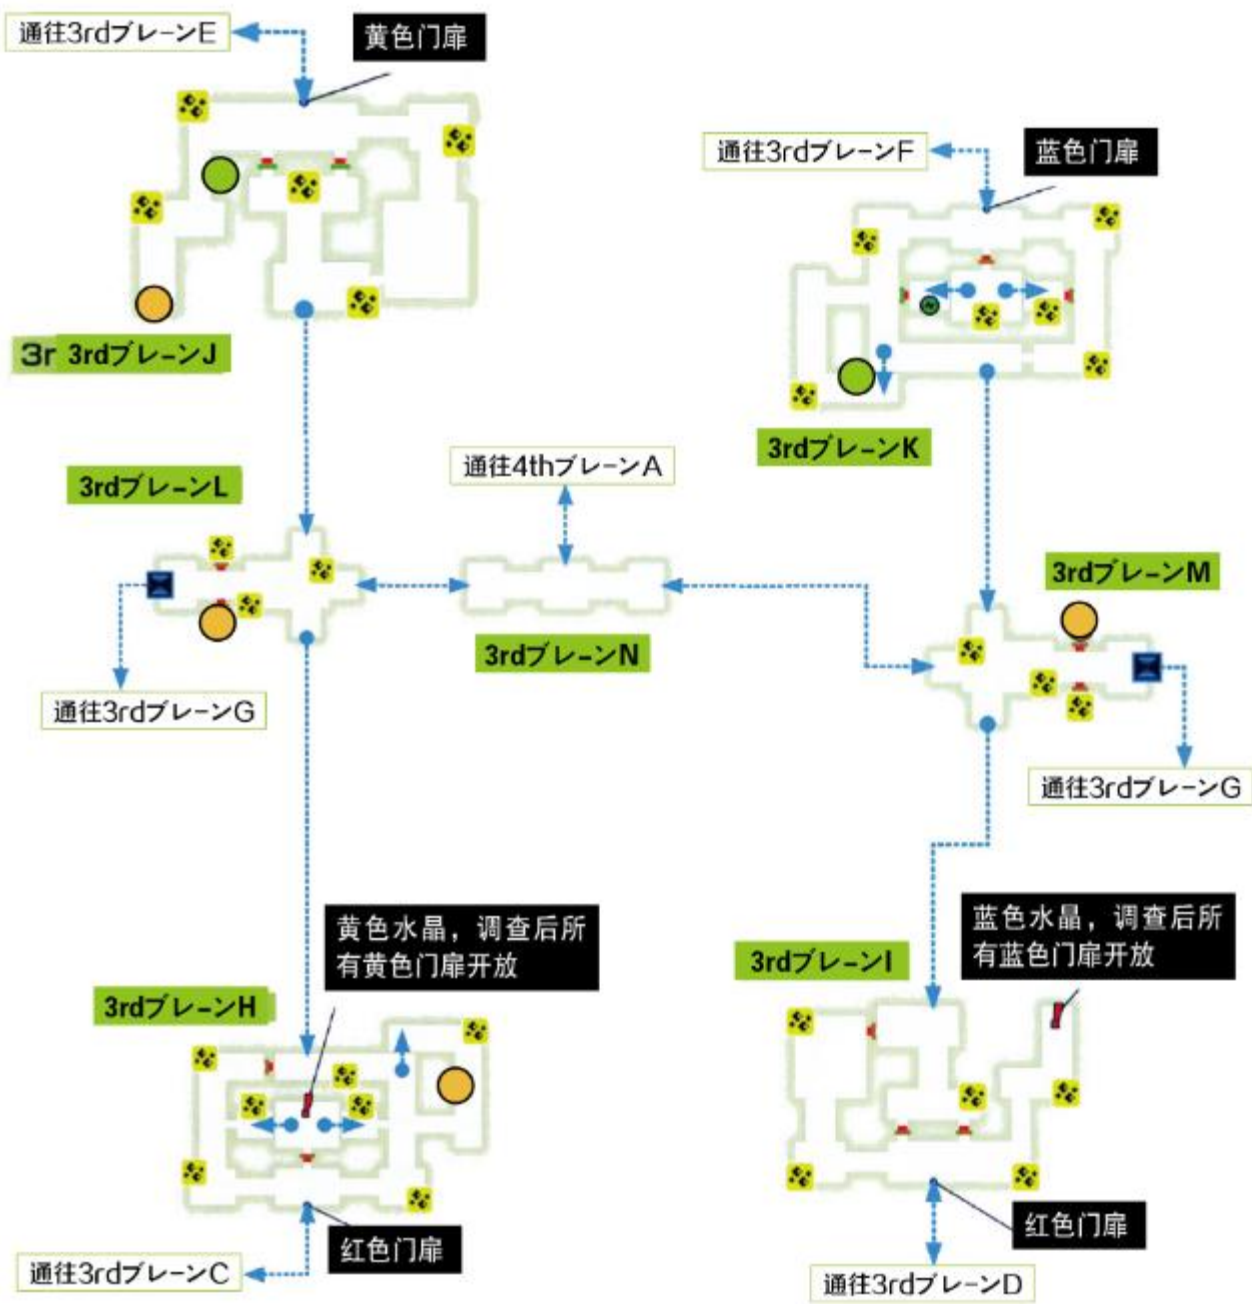 通往3rdブレーンE
黄色门扉
通往3rdブレーンF
蓝色门扉
3r 3rdブレーンJ
3rdブレーンK
通往4thブレーンA
3rdブレーンL
3rdブレーンM
3rdブレーンN
通往3rdブレーンG
通往3rdブレーンG
黄色水晶，调查后所
有黄色门扉开放
蓝色水晶，调查后所
有蓝色门扉开放
3rdブレーンI
3rdブレーンH
红色门扉
红色门扉
通往3rdブレーンC
通往3rdブレーンD